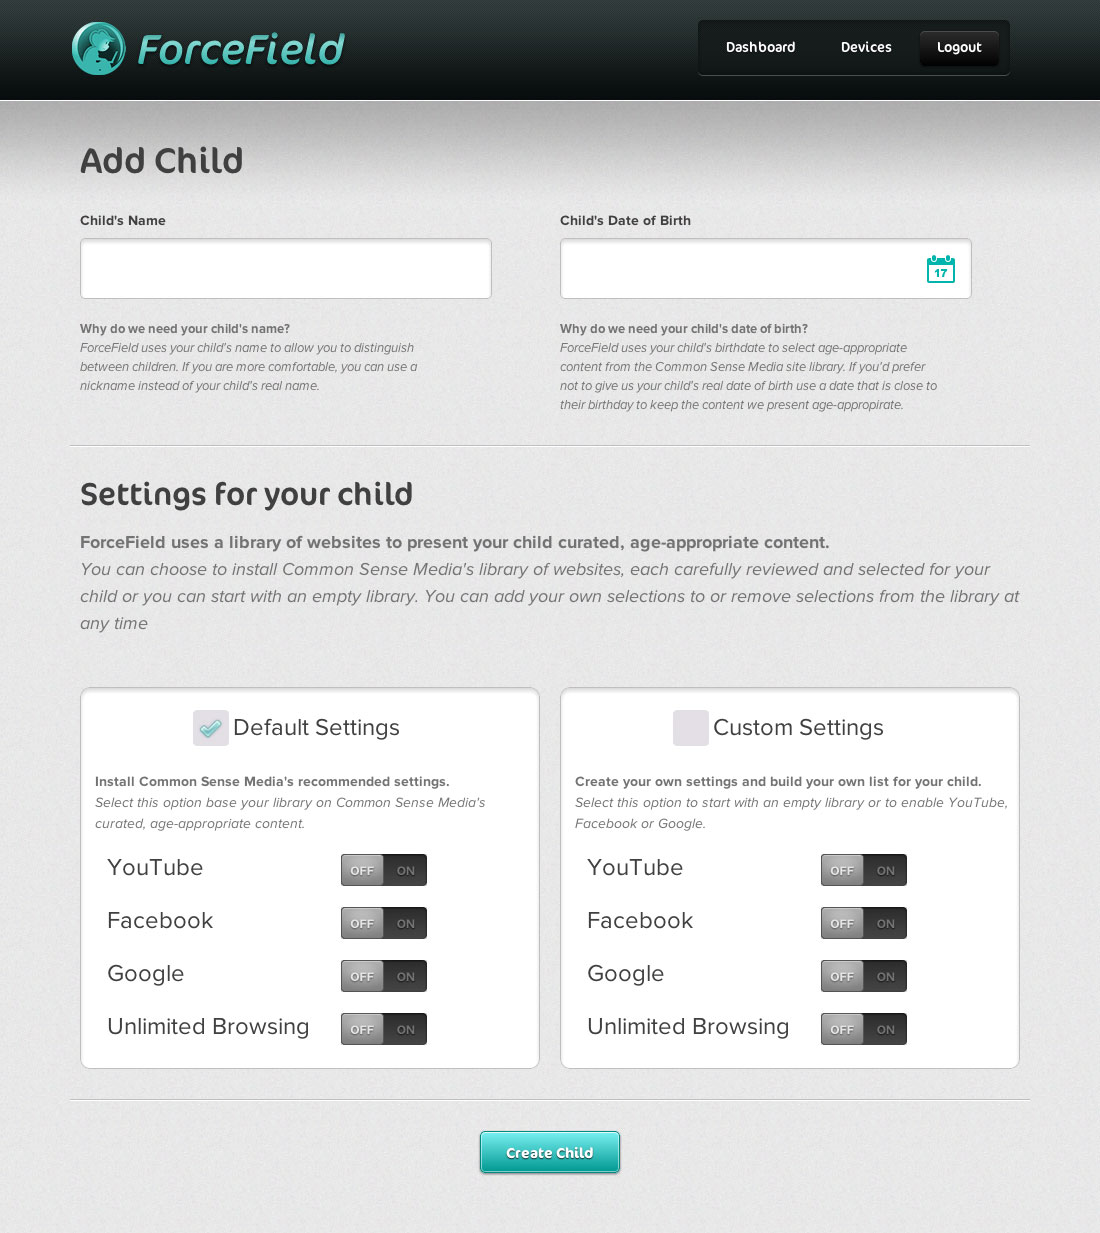 ForceField
Dashboard
Devices
Logout
Add Child
Child's Name
Child's Date of Birth
17
Why do we need your child's name?
ForceField uses your child's name to allow you to distinguish
between children. If you are more comfortable, you can use a
nickname instead of your child's real name.
Why do we need your child's date of birth?
ForceField uses your child's birthdate to select age-appropriate
content from the Common Sense Media site library. If you'd prefer
not to give us your child's real date of birth use a date that is close to
their birthday to keep the content we present age-appropirate.
Settings for your child
ForceField uses a library of websites to present your child curated, age-appropriate content.
You can choose to install Common Sense Media's library of websites, each carefully reviewed and selected for your
child or you can start with an empty library. You can add your own selections to or remove selections from the library at
any time
Default Settings
Install Common Sense Media's recommended settings.
Select this option base your library on Common Sense Media's
curated, age-appropriate content.
YouTube OFF ON
Facebook OFF ON
Google OFF ON
Unlimited Browsing OFF ON
Custom Settings
Create your own settings and build your own list for your child.
Select this option to start with an empty library or to enable YouTube,
Facebook or Google.
YouTube OFF ON
Facebook OFF ON
Google OFF ON
Unlimited Browsing OFF ON
Create Child